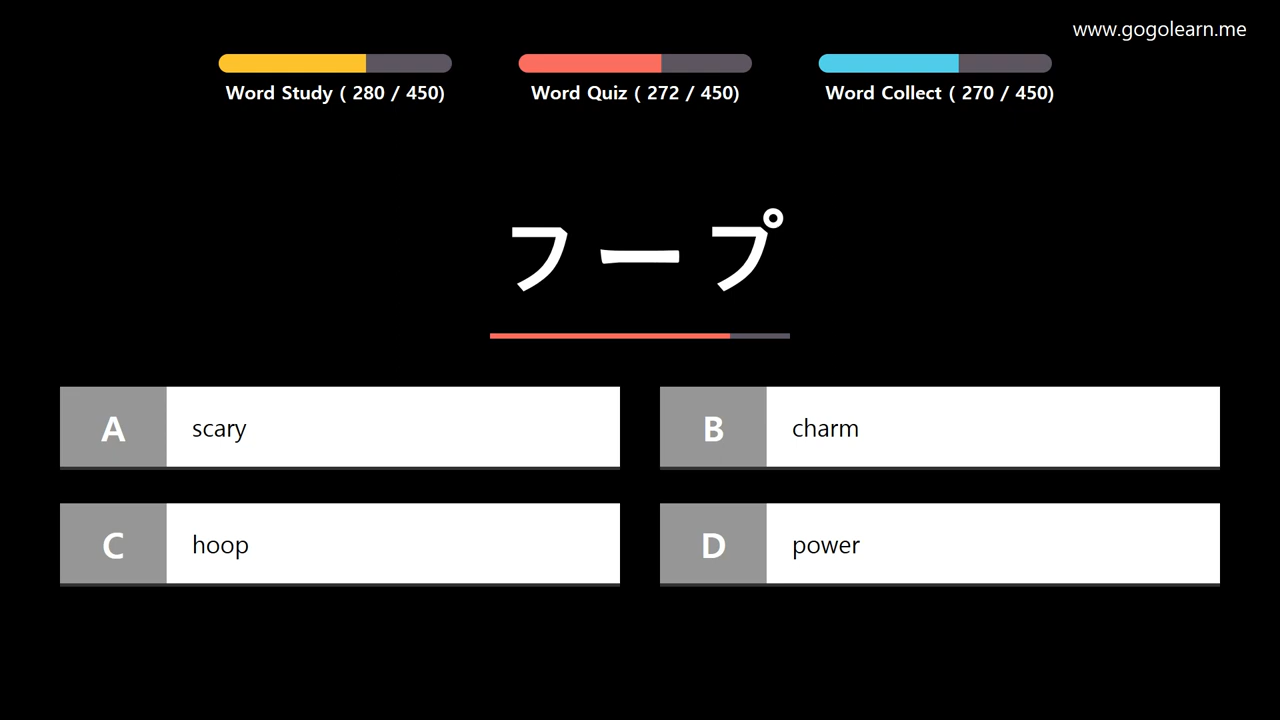 www.gogolearn.me
Word Study ( 280 / 450)
Word Quiz ( 272 / 450)
Word Collect ( 270 / 450)
フープ
A scary
B charm
C hoop
D power